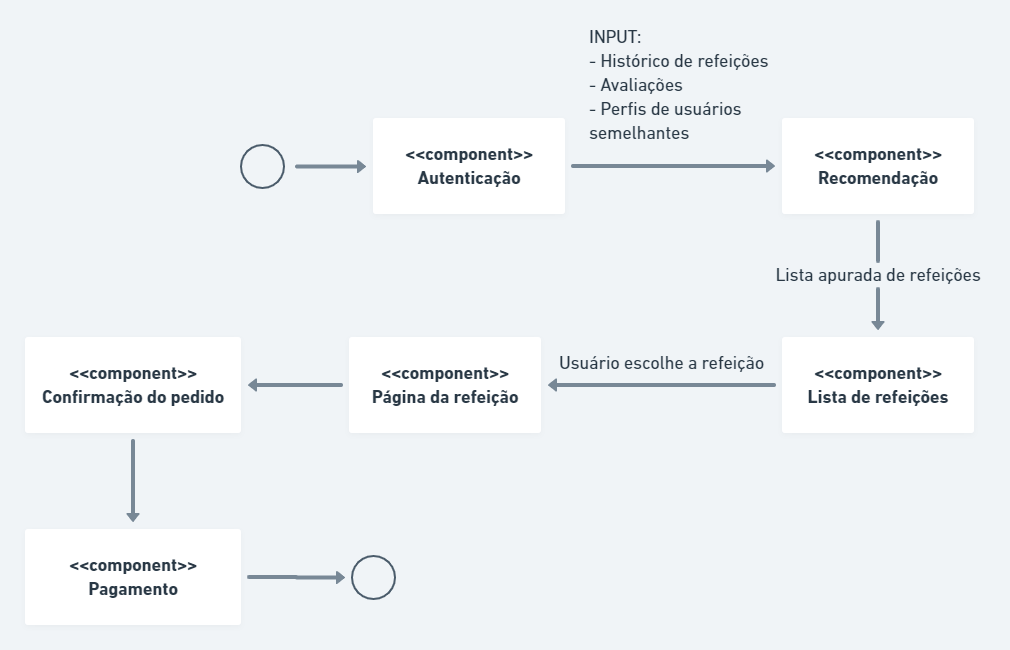 INPUT:
- Histórico de refeições
- Avaliações
- Perfis de usuários
semelhantes
<<component>>
Autenticação
<<component>>
Recomendação
Lista apurada de refeições
<<component>>
Lista de refeições
Usuário escolhe a refeição
<<component>>
Página da refeição
<<component>>
Confirmação do pedido
<<component>>
Pagamento